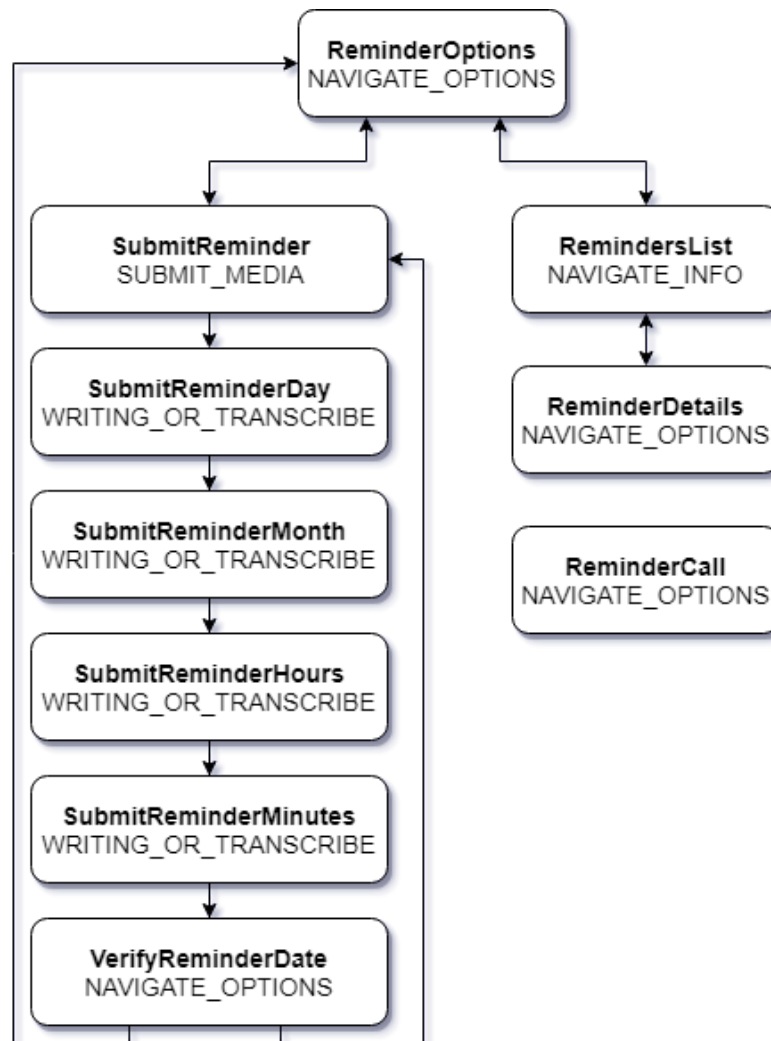 ReminderOptions
NAVIGATE_OPTIONS
SubmitReminder
SUBMIT_MEDIA
RemindersList
NAVIGATE_INFO
SubmitReminderDay
WRITING_OR_TRANSCRIBE
ReminderDetails
NAVIGATE_OPTIONS
SubmitReminderMonth
WRITING_OR_TRANSCRIBE
ReminderCall
NAVIGATE_OPTIONS
SubmitReminderHours
WRITING_OR_TRANSCRIBE
SubmitReminderMinutes
WRITING_OR_TRANSCRIBE
VerifyReminderDate
NAVIGATE_OPTIONS